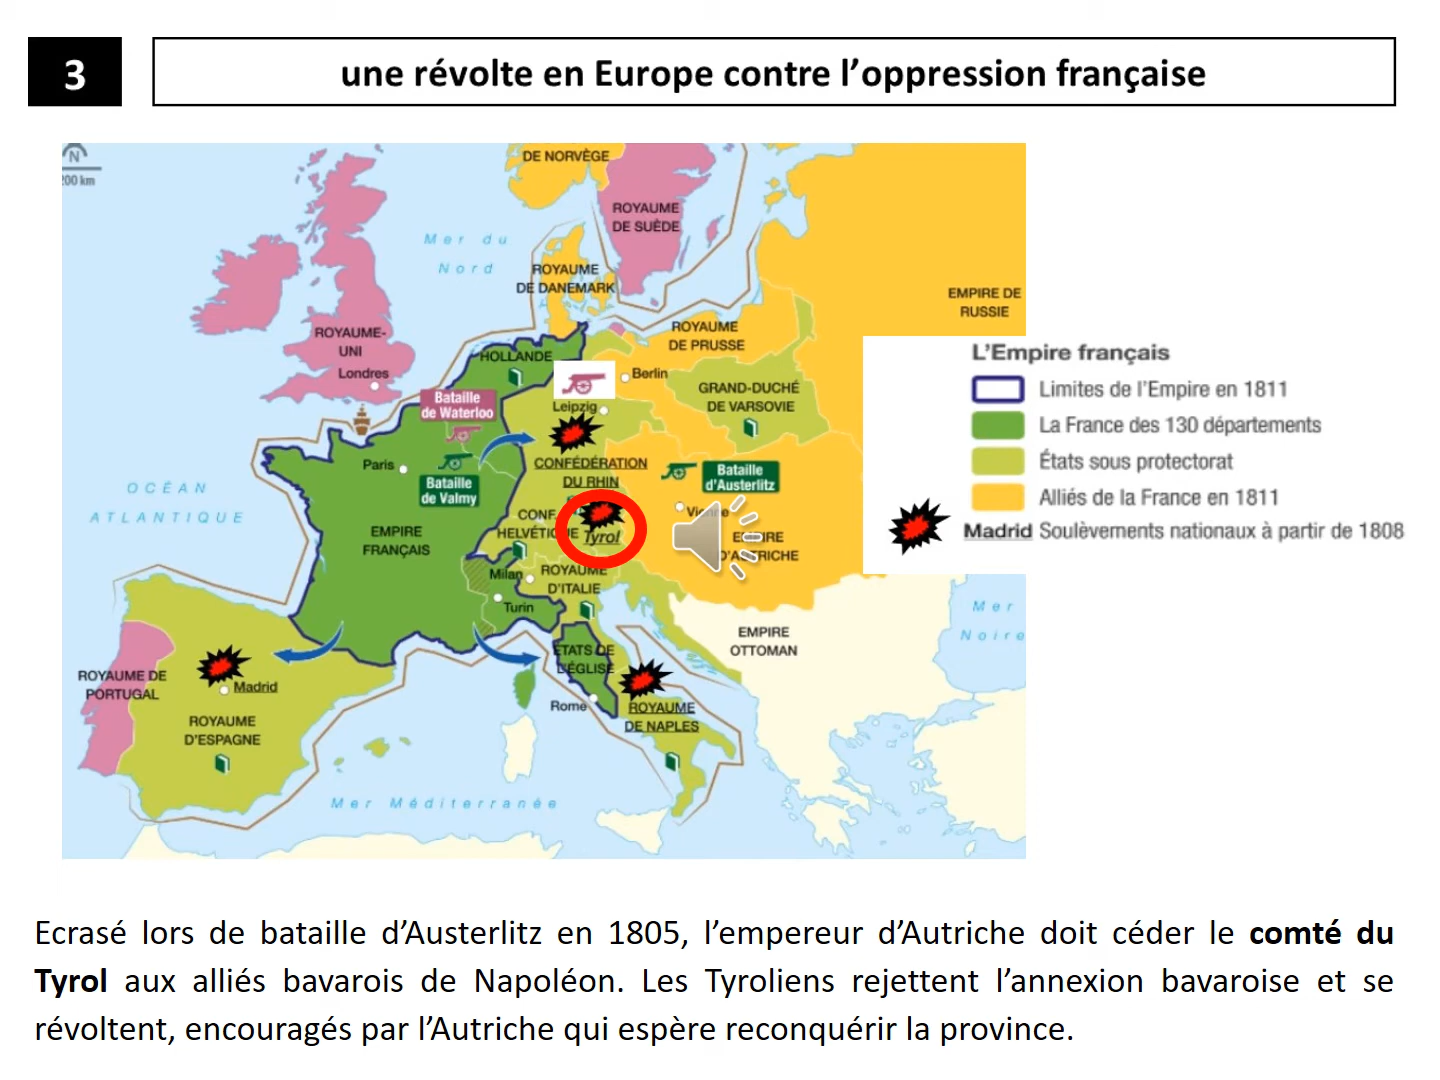 3
une révolte en Europe contre l’oppression française
N
200 km
DE NORVÈGE
ROYAUME
DE SUÈDE
Mer du
Nord
ROYAUME
DE DANEMARK
EMPIRE DE
RUSSIE
ROYAUME-
UNI
Londres
ROYAUME
DE PRUSSE
HOLLANDE
Berlin
GRAND-DUCHÉ
DE VARSOVIE
Bataille
de Waterloo
Leipzig
Paris
Bataille
de Valmy
CONFÉDÉRATION
DU RHIN
Bataille
d’Austerlitz
OCÉAN
ATLANTIQUE
EMPIRE
FRANÇAIS
CONF
HELVÉTIQUE
Tyrol
Vienne
EMPIRE
D’AUTRICHE
Milan
ROYAUME
D’ITALIE
Turin
Mer
Noire
EMPIRE
OTTOMAN
ÉTATS DE
L’ÉGLISE
ROYAUME DE
PORTUGAL
Madrid
Rome
ROYAUME
DE NAPLES
ROYAUME
D’ESPAGNE
Mer Méditerranée
L’Empire français
Limites de l’Empire en 1811
La France des 130 départements
États sous protectorat
Alliés de la France en 1811
Madrid Soulèvements nationaux à partir de 1808
Ecrasé lors de bataille d’Austerlitz en 1805, l’empereur d’Autriche doit céder le comté du
Tyrol aux alliés bavarois de Napoléon. Les Tyroliens rejettent l’annexion bavaroise et se
révoltent, encouragés par l’Autriche qui espère reconquérir la province.